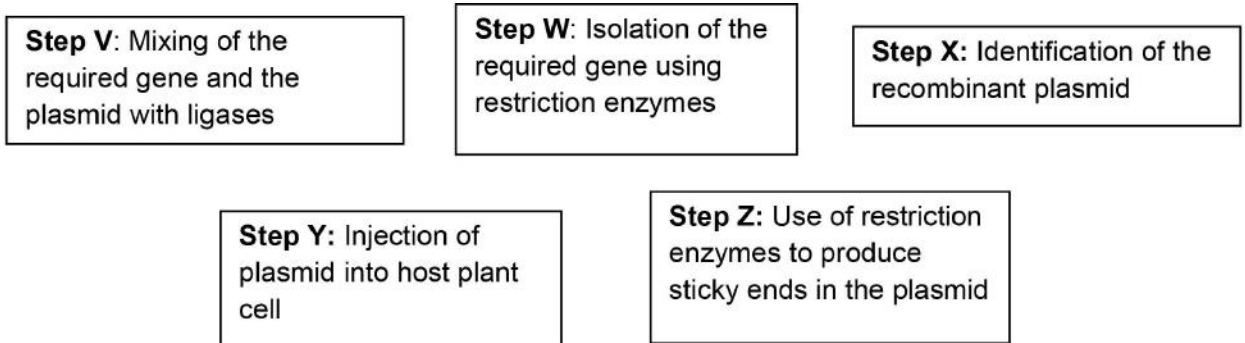 Step V: Mixing of the
required gene and the
plasmid with ligases
Step W: Isolation of the
required gene using
restriction enzymes
Step X: Identification of the
recombinant plasmid
Step Y: Injection of
plasmid into host plant
cell
Step Z: Use of restriction
enzymes to produce
sticky ends in the plasmid